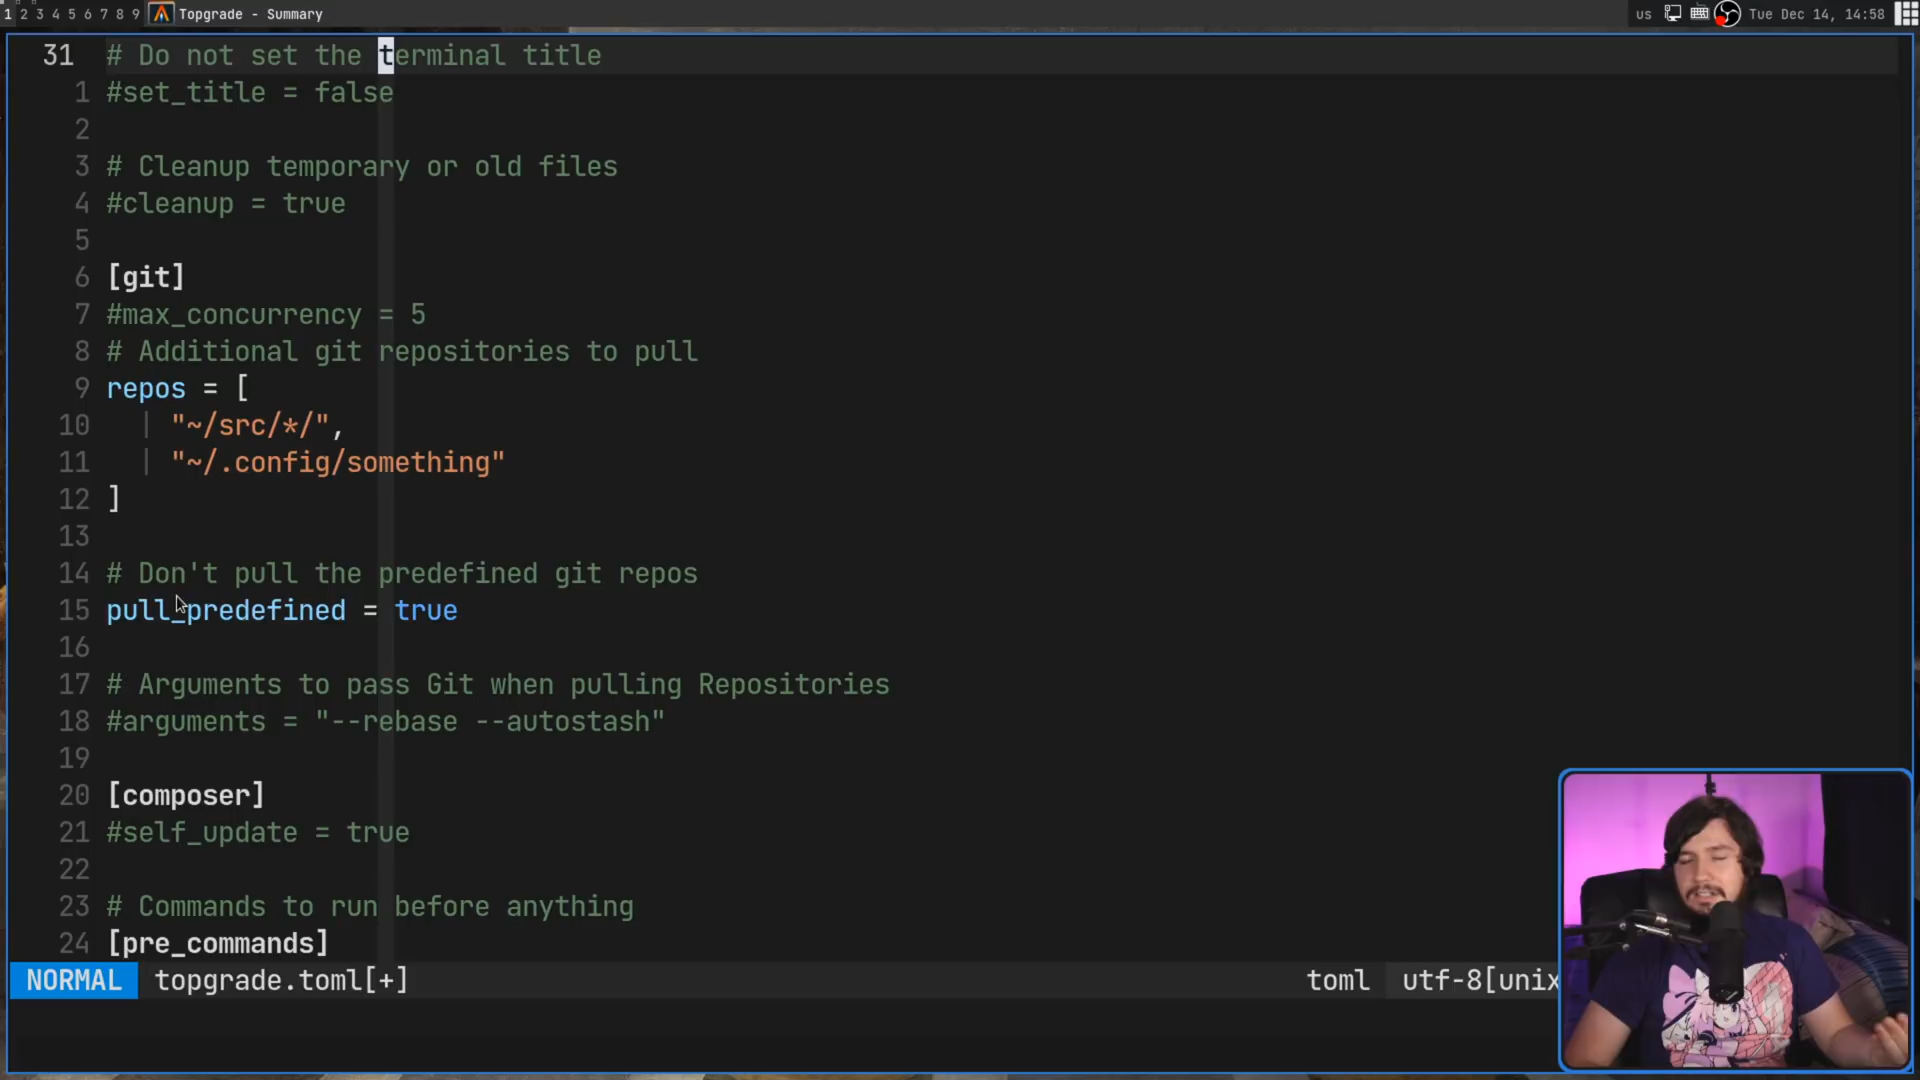 1 2 3 4 5 6 7 8 9 Topgrade - Summary us Tue Dec 14, 14:58
31 # Do not set the terminal title
1 #set_title = false
2
3 # Cleanup temporary or old files
4 #cleanup = true
5
6 [git]
7 #max_concurrency = 5
8 # Additional git repositories to pull
9 repos = [
10 "~/src/*/",
11 "~/.config/something"
12 ]
13
14 # Don't pull the predefined git repos
15 pull_predefined = true
16
17 # Arguments to pass Git when pulling Repositories
18 #arguments = "--rebase --autostash"
19
20 [composer]
21 #self_update = true
22
23 # Commands to run before anything
24 [pre_commands]
NORMAL topgrade.toml[+] toml utf-8[unix